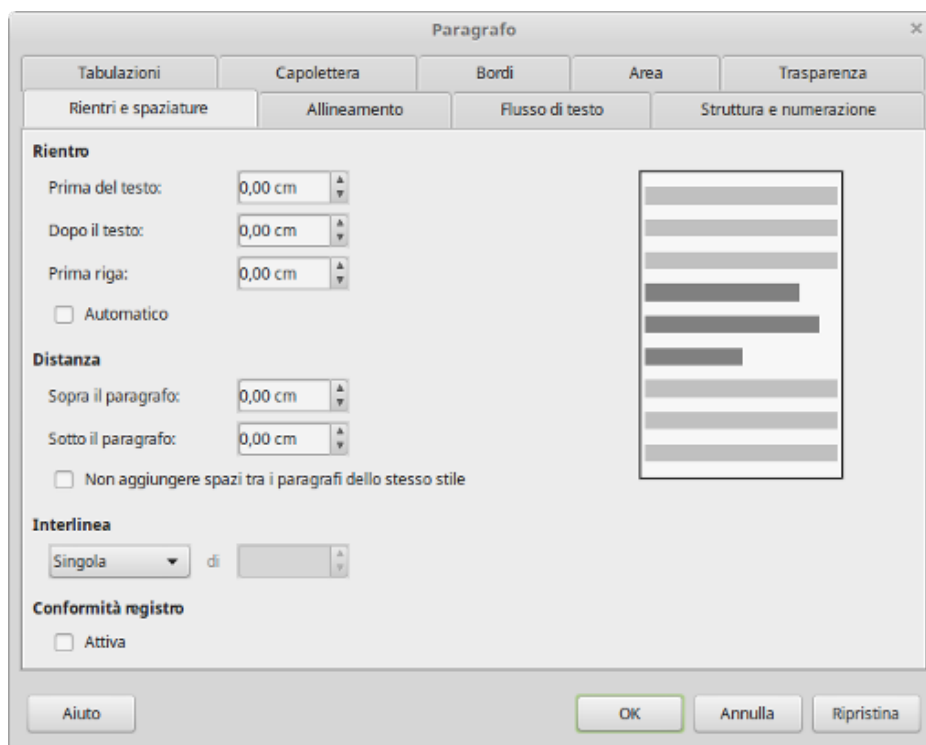 Paragrafo
Tabulazioni Capolettera Bordi Area Trasparenza
Rientri e spaziature Allineamento Flusso di testo Struttura e numerazione
Rientro
Prima del testo: 0,00 cm
Dopo il testo: 0,00 cm
Prima riga: 0,00 cm
Automatico
Distanza
Sopra il paragrafo: 0,00 cm
Sotto il paragrafo: 0,00 cm
Non aggiungere spazi tra i paragrafi dello stesso stile
Interlinea
Singola di
Conformità registro
Attiva
Aiuto OK Annulla Ripristina